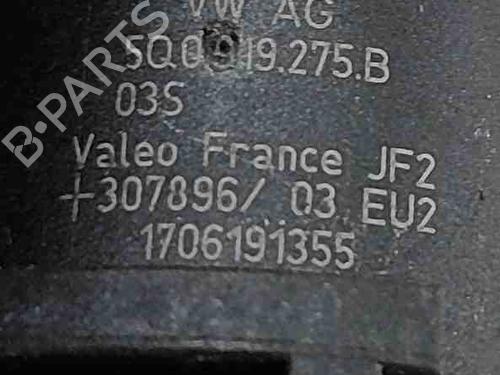 VW AG
5Q0.919.275.B
03S
Valeo France JF2
+307896/ 03 EU2
1706191355
B-PARTS